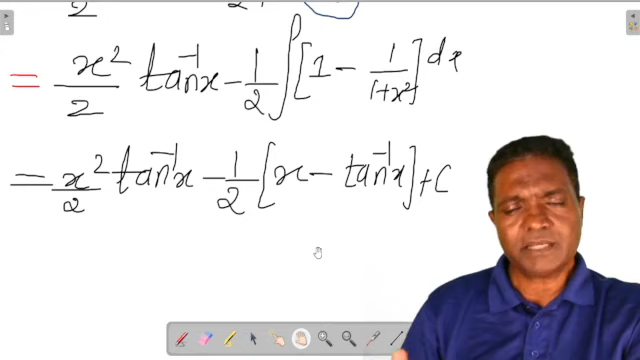 = x²/2 tan⁻¹x - 1/2 ∫ [1 - 1/(1+x²)] dx
= x²/2 tan⁻¹x - 1/2 [x - tan⁻¹x] + C